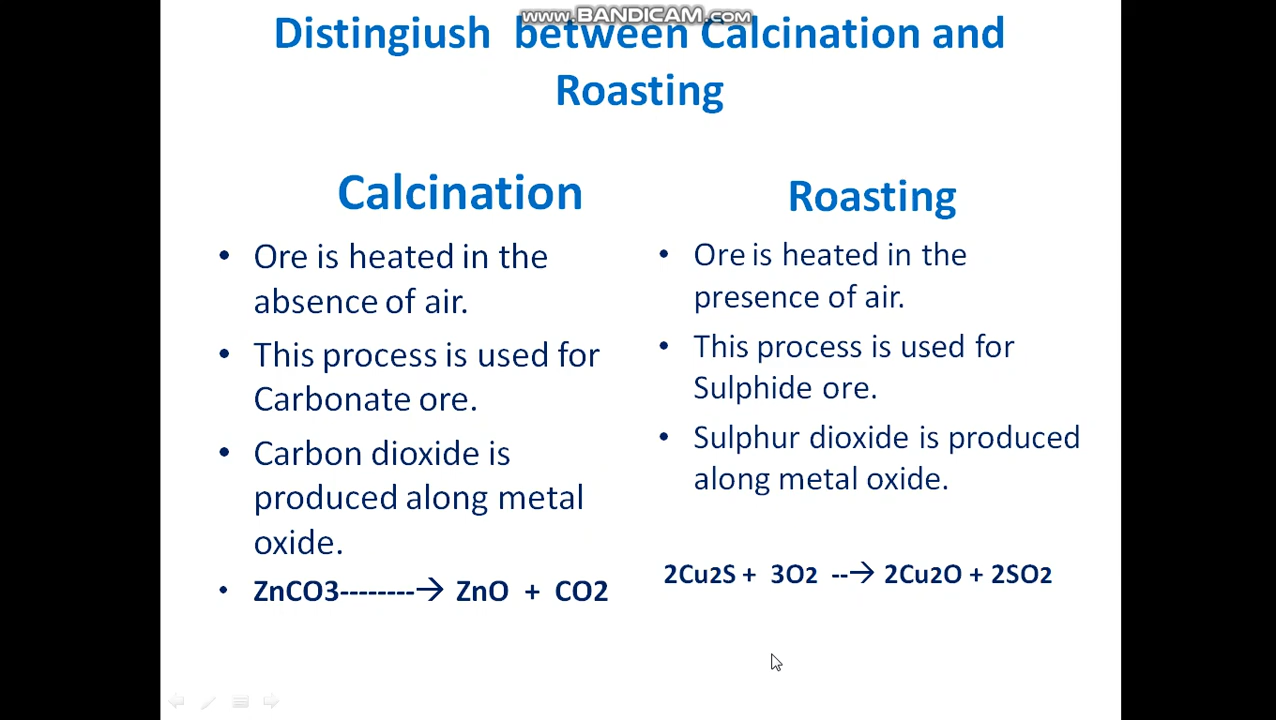 www.BANDICAM.com
Distingiush between Calcination and
Roasting
Calcination
• Ore is heated in the
absence of air.
• This process is used for
Carbonate ore.
• Carbon dioxide is
produced along metal
oxide.
• ZnCO3--------→ ZnO + CO2
Roasting
• Ore is heated in the
presence of air.
• This process is used for
Sulphide ore.
• Sulphur dioxide is produced
along metal oxide.
2Cu2S + 3O2 --→ 2Cu2O + 2SO2